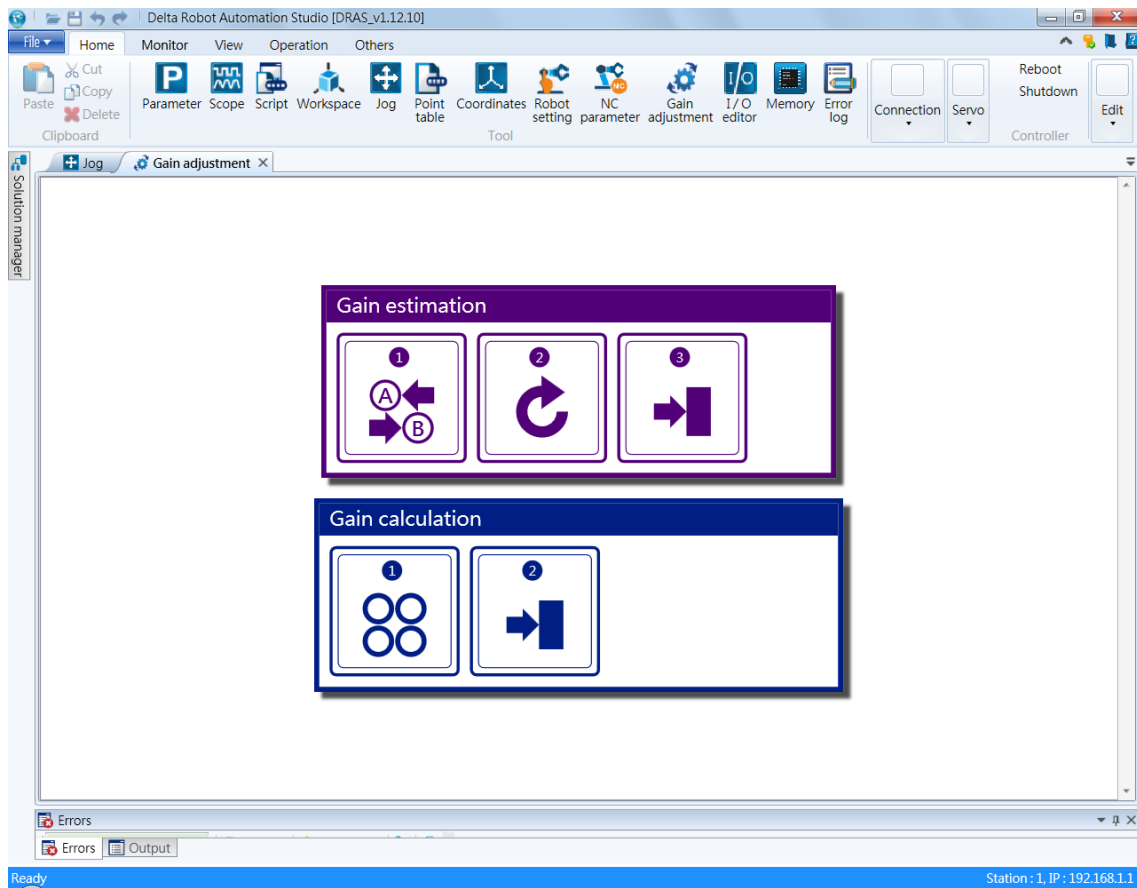 Delta Robot Automation Studio [DRAS_v1.12.10]
File Home Monitor View Operation Others
Paste
Cut
Copy
Delete
Clipboard
Parameter
Scope
Script
Workspace
Jog
Point table
Coordinates
Robot setting
NC parameter
Gain adjustment
I/O editor
Memory
Error log
Tool
Connection
Servo
Reboot
Shutdown
Controller
Edit
Solution manager
Jog
Gain adjustment
Gain estimation
1
A
B
2
3
Gain calculation
1
2
Errors
Errors
Output
Ready
Station : 1, IP : 192.168.1.1